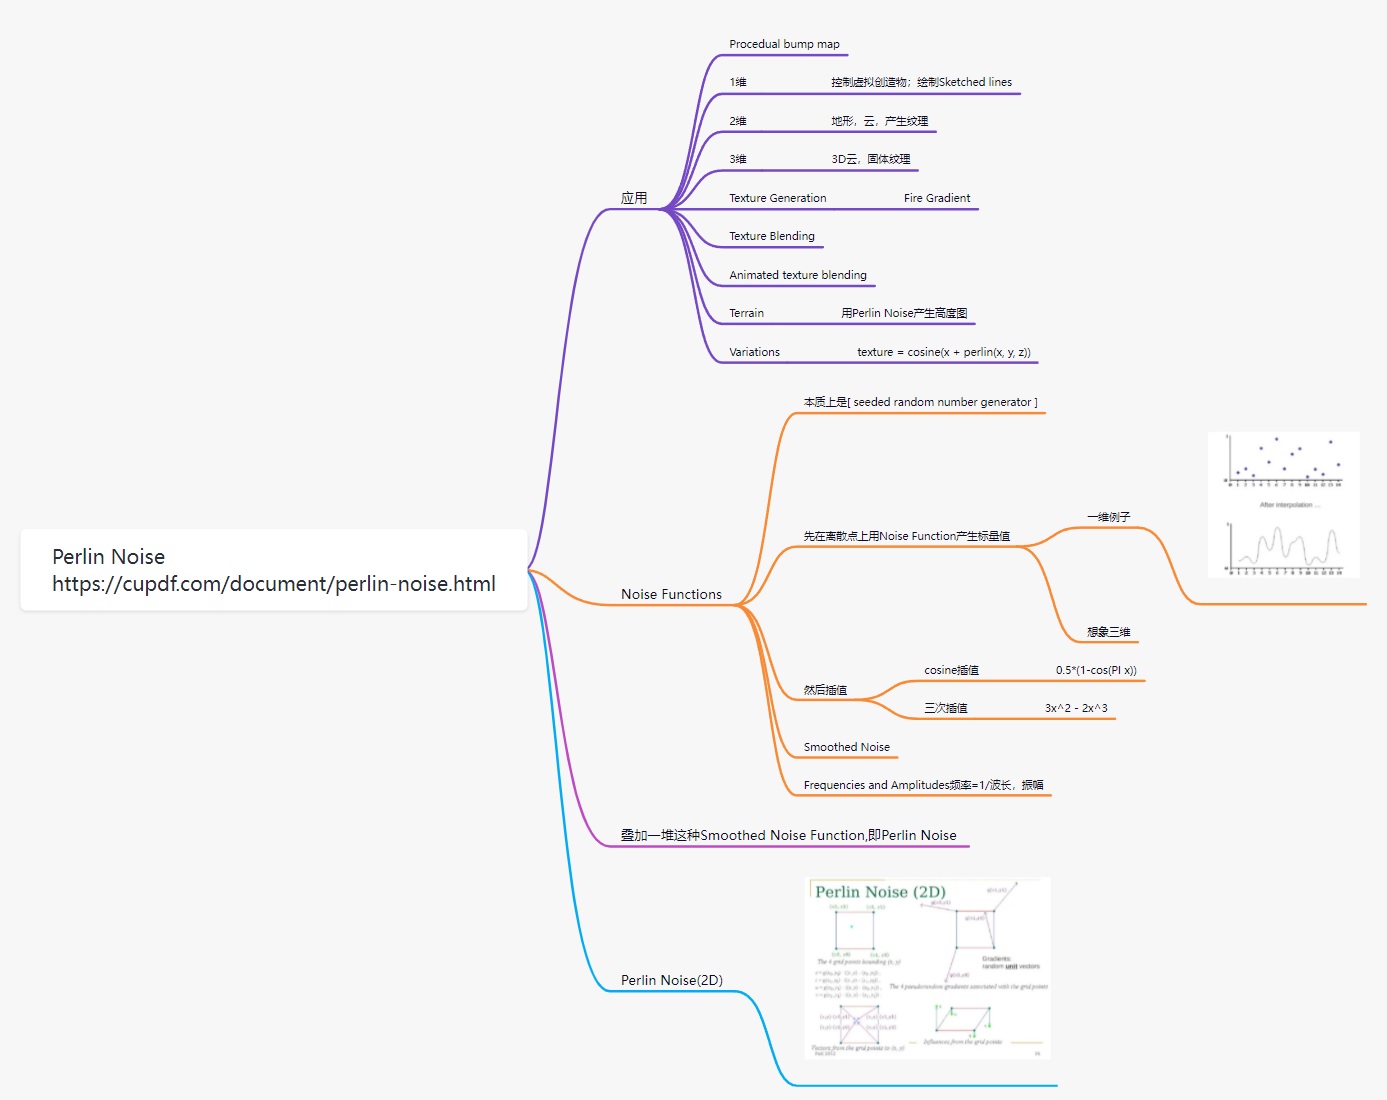 Perlin Noise
https://cupdf.com/document/perlin-noise.html
应用
Procedual bump map
1维 控制虚拟创造物；绘制Sketched lines
2维 地形，云，产生纹理
3维 3D云，固体纹理
Texture Generation Fire Gradient
Texture Blending
Animated texture blending
Terrain 用Perlin Noise产生高度图
Variations texture = cosine(x + perlin(x, y, z))
Noise Functions
本质上是[ seeded random number generator ]
先在离散点上用Noise Function产生标量值
一维例子
After interpolation ...
想象三维
然后插值
cosine插值 0.5*(1-cos(PI x))
三次插值 3x^2 - 2x^3
Smoothed Noise
Frequencies and Amplitudes频率=1/波长，振幅
叠加一堆这种Smoothed Noise Function,即Perlin Noise
Perlin Noise(2D)
Perlin Noise (2D)
The 4 grid points bounding (x, y)
Gradients:
random unit vectors
The 4 pseudorandom gradients associated with the grid points
Vectors from the grid points to (x, y)
Influences from the grid points